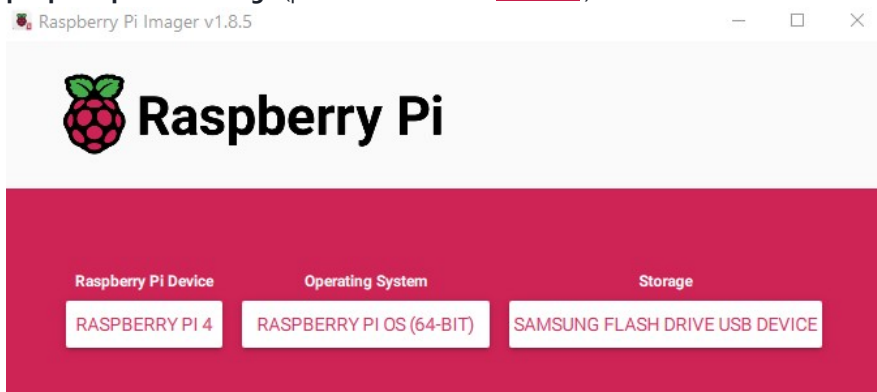 Raspberry Pi Imager v1.8.5
Raspberry Pi
Raspberry Pi Device Operating System Storage
RASPBERRY PI 4 RASPBERRY PI OS (64-BIT) SAMSUNG FLASH DRIVE USB DEVICE